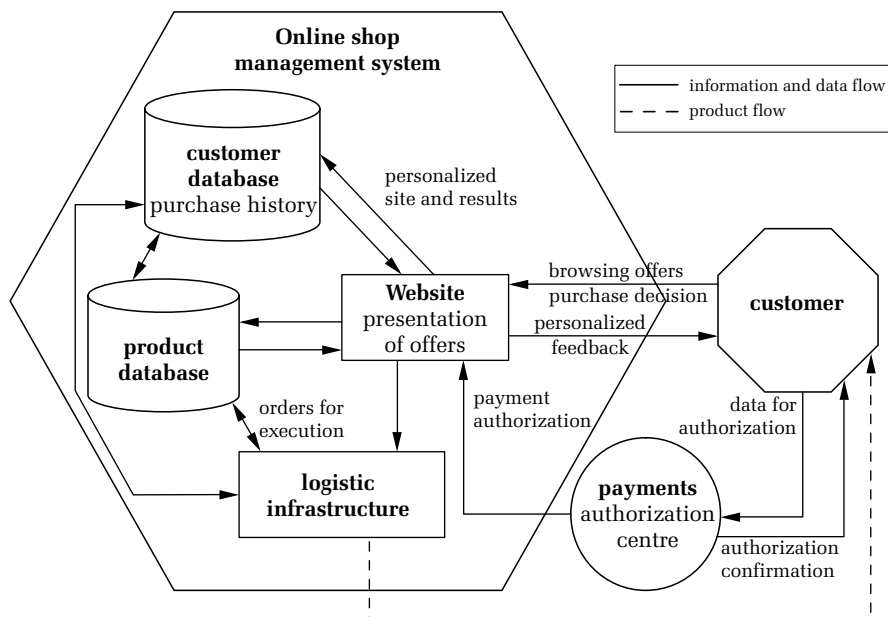 Online shop
management system
information and data flow
product flow
customer
database
purchase history
personalized
site and results
browsing offers
purchase decision
personalized
feedback
customer
Website
presentation
of offers
product
database
orders for
execution
payment
authorization
data for
authorization
logistic
infrastructure
payments
authorization
centre
authorization
confirmation